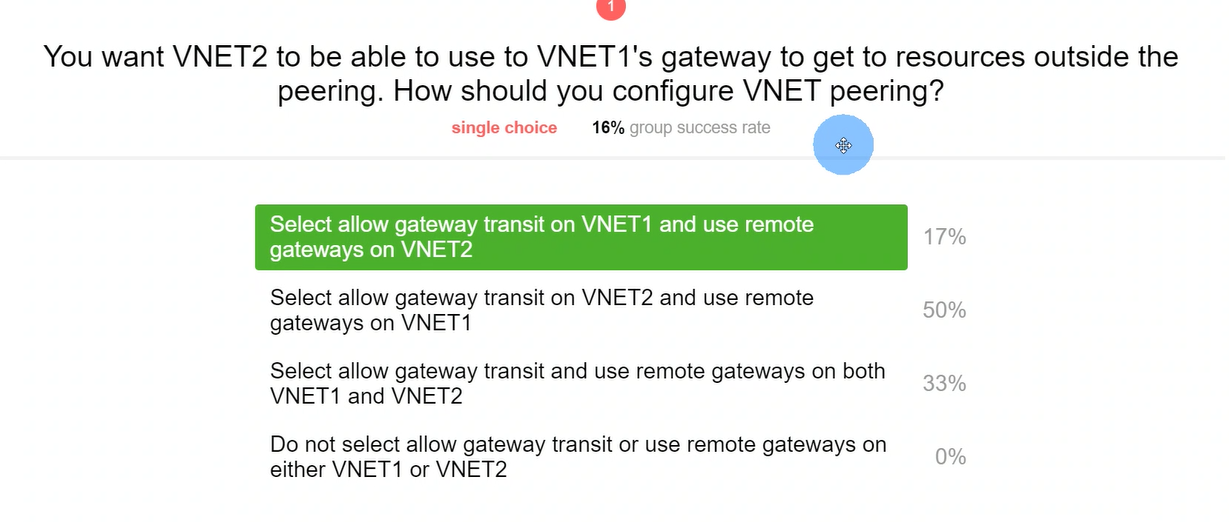 1
You want VNET2 to be able to use to VNET1's gateway to get to resources outside the
peering. How should you configure VNET peering?
single choice 16% group success rate
Select allow gateway transit on VNET1 and use remote
gateways on VNET2
17%
Select allow gateway transit on VNET2 and use remote
gateways on VNET1
50%
Select allow gateway transit and use remote gateways on both
VNET1 and VNET2
33%
Do not select allow gateway transit or use remote gateways on
either VNET1 or VNET2
0%